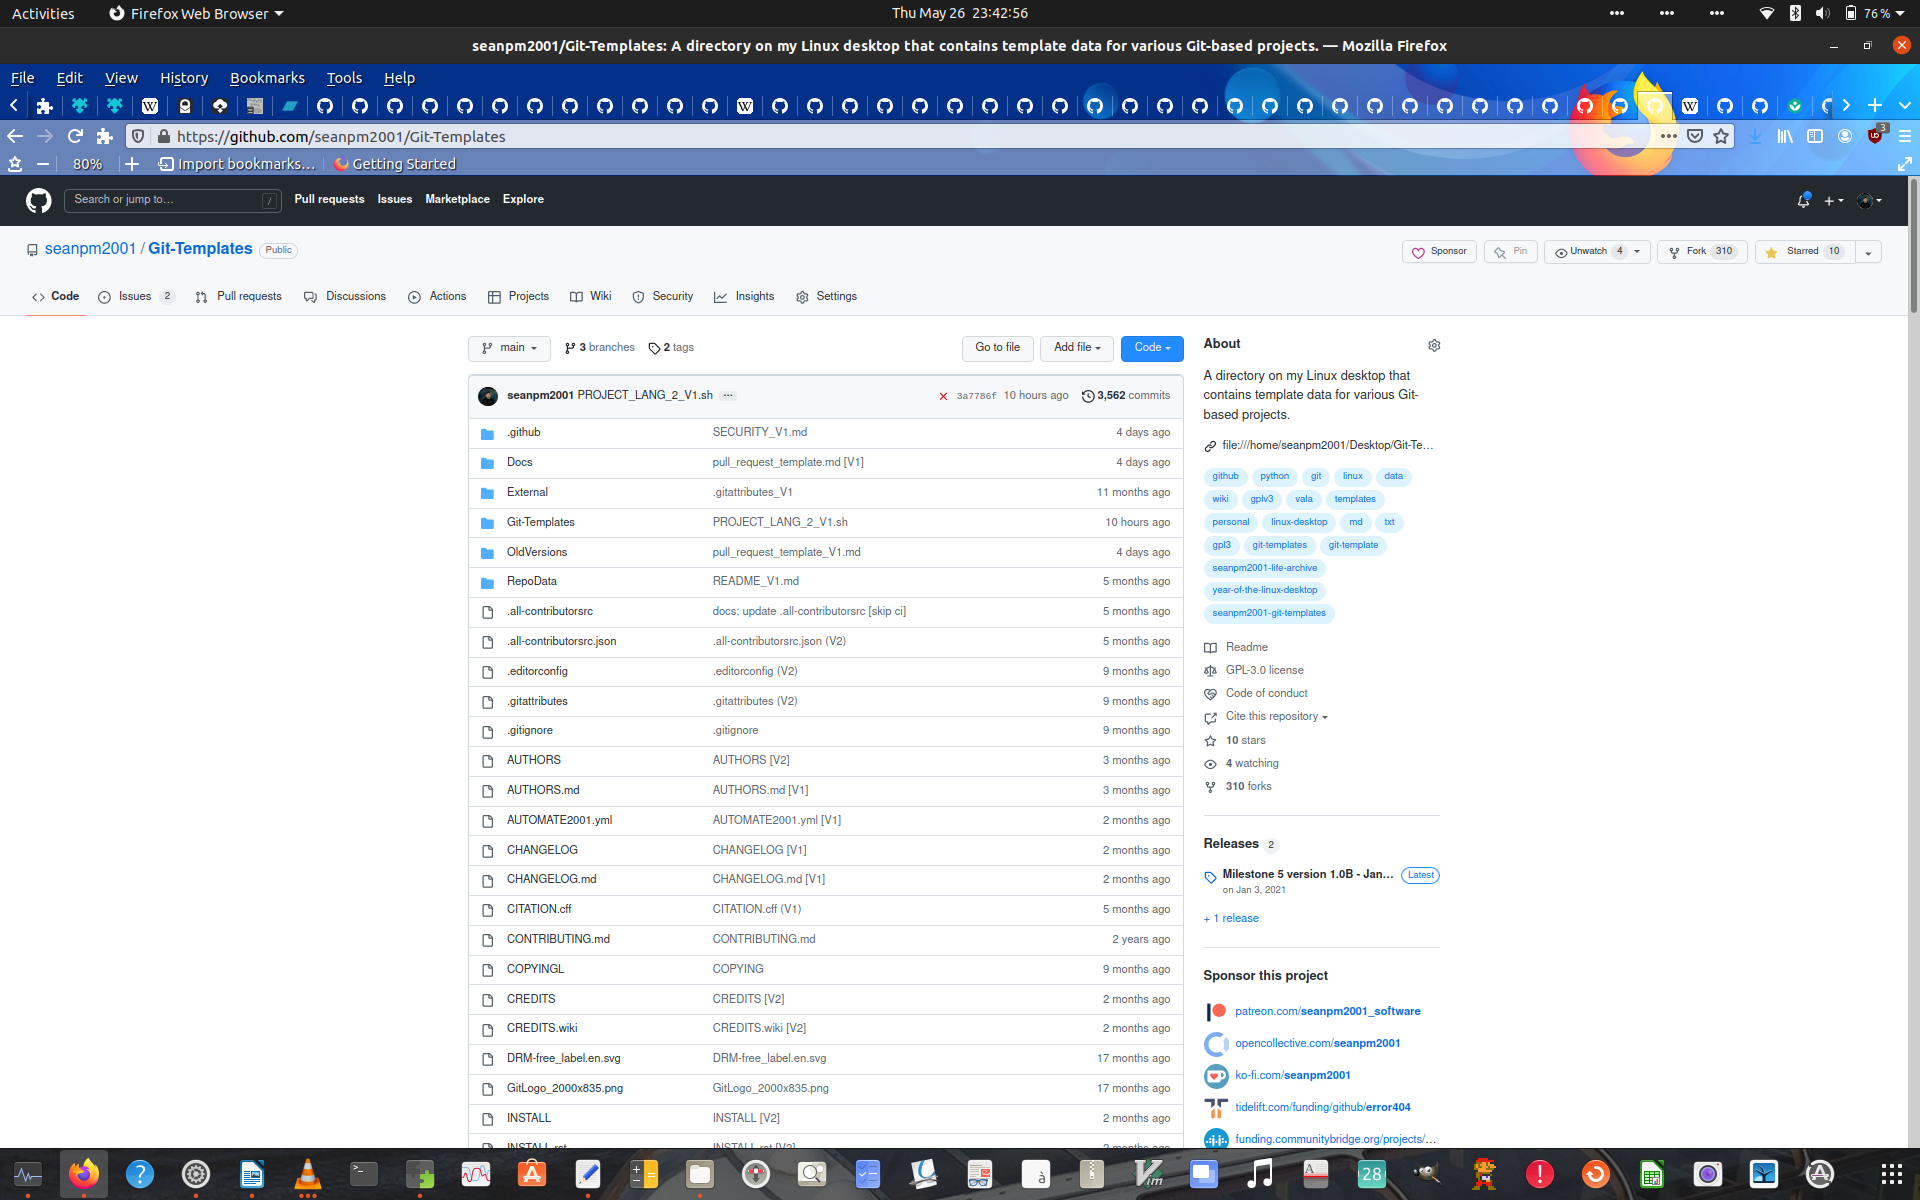 Activities
Firefox Web Browser
Thu May 26 23:42:56
76 %
seanpm2001/Git-Templates: A directory on my Linux desktop that contains template data for various Git-based projects. — Mozilla Firefox
File Edit View History Bookmarks Tools Help
https://github.com/seanpm2001/Git-Templates
3
80%
Import bookmarks...
Getting Started
Search or jump to...
/
Pull requests Issues Marketplace Explore
seanpm2001 / Git-Templates Public
Sponsor
Pin
Unwatch 4
Fork 310
Starred 10
Code
Issues 2
Pull requests
Discussions
Actions
Projects
Wiki
Security
Insights
Settings
main
3 branches
2 tags
Go to file
Add file
Code
seanpm2001 PROJECT_LANG_2_V1.sh ... 3a7786f 10 hours ago 3,562 commits
.github SECURITY_V1.md 4 days ago
Docs pull_request_template.md [V1] 4 days ago
External .gitattributes_V1 11 months ago
Git-Templates PROJECT_LANG_2_V1.sh 10 hours ago
OldVersions pull_request_template_V1.md 4 days ago
RepoData README_V1.md 5 months ago
.all-contributorsrc docs: update .all-contributorsrc [skip ci] 5 months ago
.all-contributorsrc.json .all-contributorsrc.json (V2) 5 months ago
.editorconfig .editorconfig (V2) 9 months ago
.gitattributes .gitattributes (V2) 9 months ago
.gitignore .gitignore 9 months ago
AUTHORS AUTHORS [V2] 3 months ago
AUTHORS.md AUTHORS.md [V1] 3 months ago
AUTOMATE2001.yml AUTOMATE2001.yml [V1] 2 months ago
CHANGELOG CHANGELOG [V1] 2 months ago
CHANGELOG.md CHANGELOG.md [V1] 2 months ago
CITATION.cff CITATION.cff (V1) 5 months ago
CONTRIBUTING.md CONTRIBUTING.md 2 years ago
COPYINGL COPYING 9 months ago
CREDITS CREDITS [V2] 2 months ago
CREDITS.wiki CREDITS.wiki [V2] 2 months ago
DRM-free_label.en.svg DRM-free_label.en.svg 17 months ago
GitLogo_2000x835.png GitLogo_2000x835.png 17 months ago
INSTALL INSTALL [V2] 2 months ago
INSTALL.rst INSTALL.rst [V2] 2 months ago
About
A directory on my Linux desktop that
contains template data for various Git-
based projects.
file:///home/seanpm2001/Desktop/Git-Te...
github python git linux data
wiki gplv3 vala templates
personal linux-desktop md txt
gpl3 git-templates git-template
seanpm2001-life-archive
year-of-the-linux-desktop
seanpm2001-git-templates
Readme
GPL-3.0 license
Code of conduct
Cite this repository
10 stars
4 watching
310 forks
Releases 2
Milestone 5 version 1.0B - Jan... Latest
on Jan 3, 2021
+ 1 release
Sponsor this project
patreon.com/seanpm2001_software
opencollective.com/seanpm2001
ko-fi.com/seanpm2001
tidelift.com/funding/github/error404
funding.communitybridge.org/projects/...
28